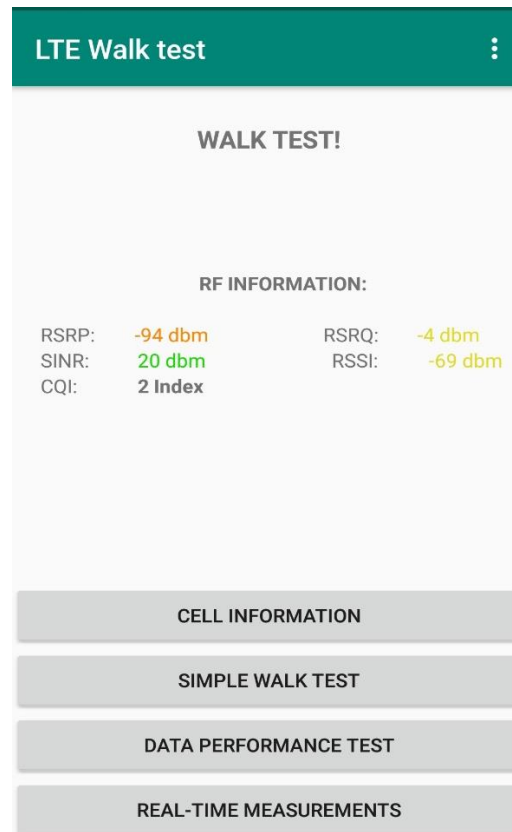 LTE Walk test
WALK TEST!
RF INFORMATION:
RSRP: -94 dbm RSRQ: -4 dbm
SINR: 20 dbm RSSI: -69 dbm
CQI: 2 Index
CELL INFORMATION
SIMPLE WALK TEST
DATA PERFORMANCE TEST
REAL-TIME MEASUREMENTS